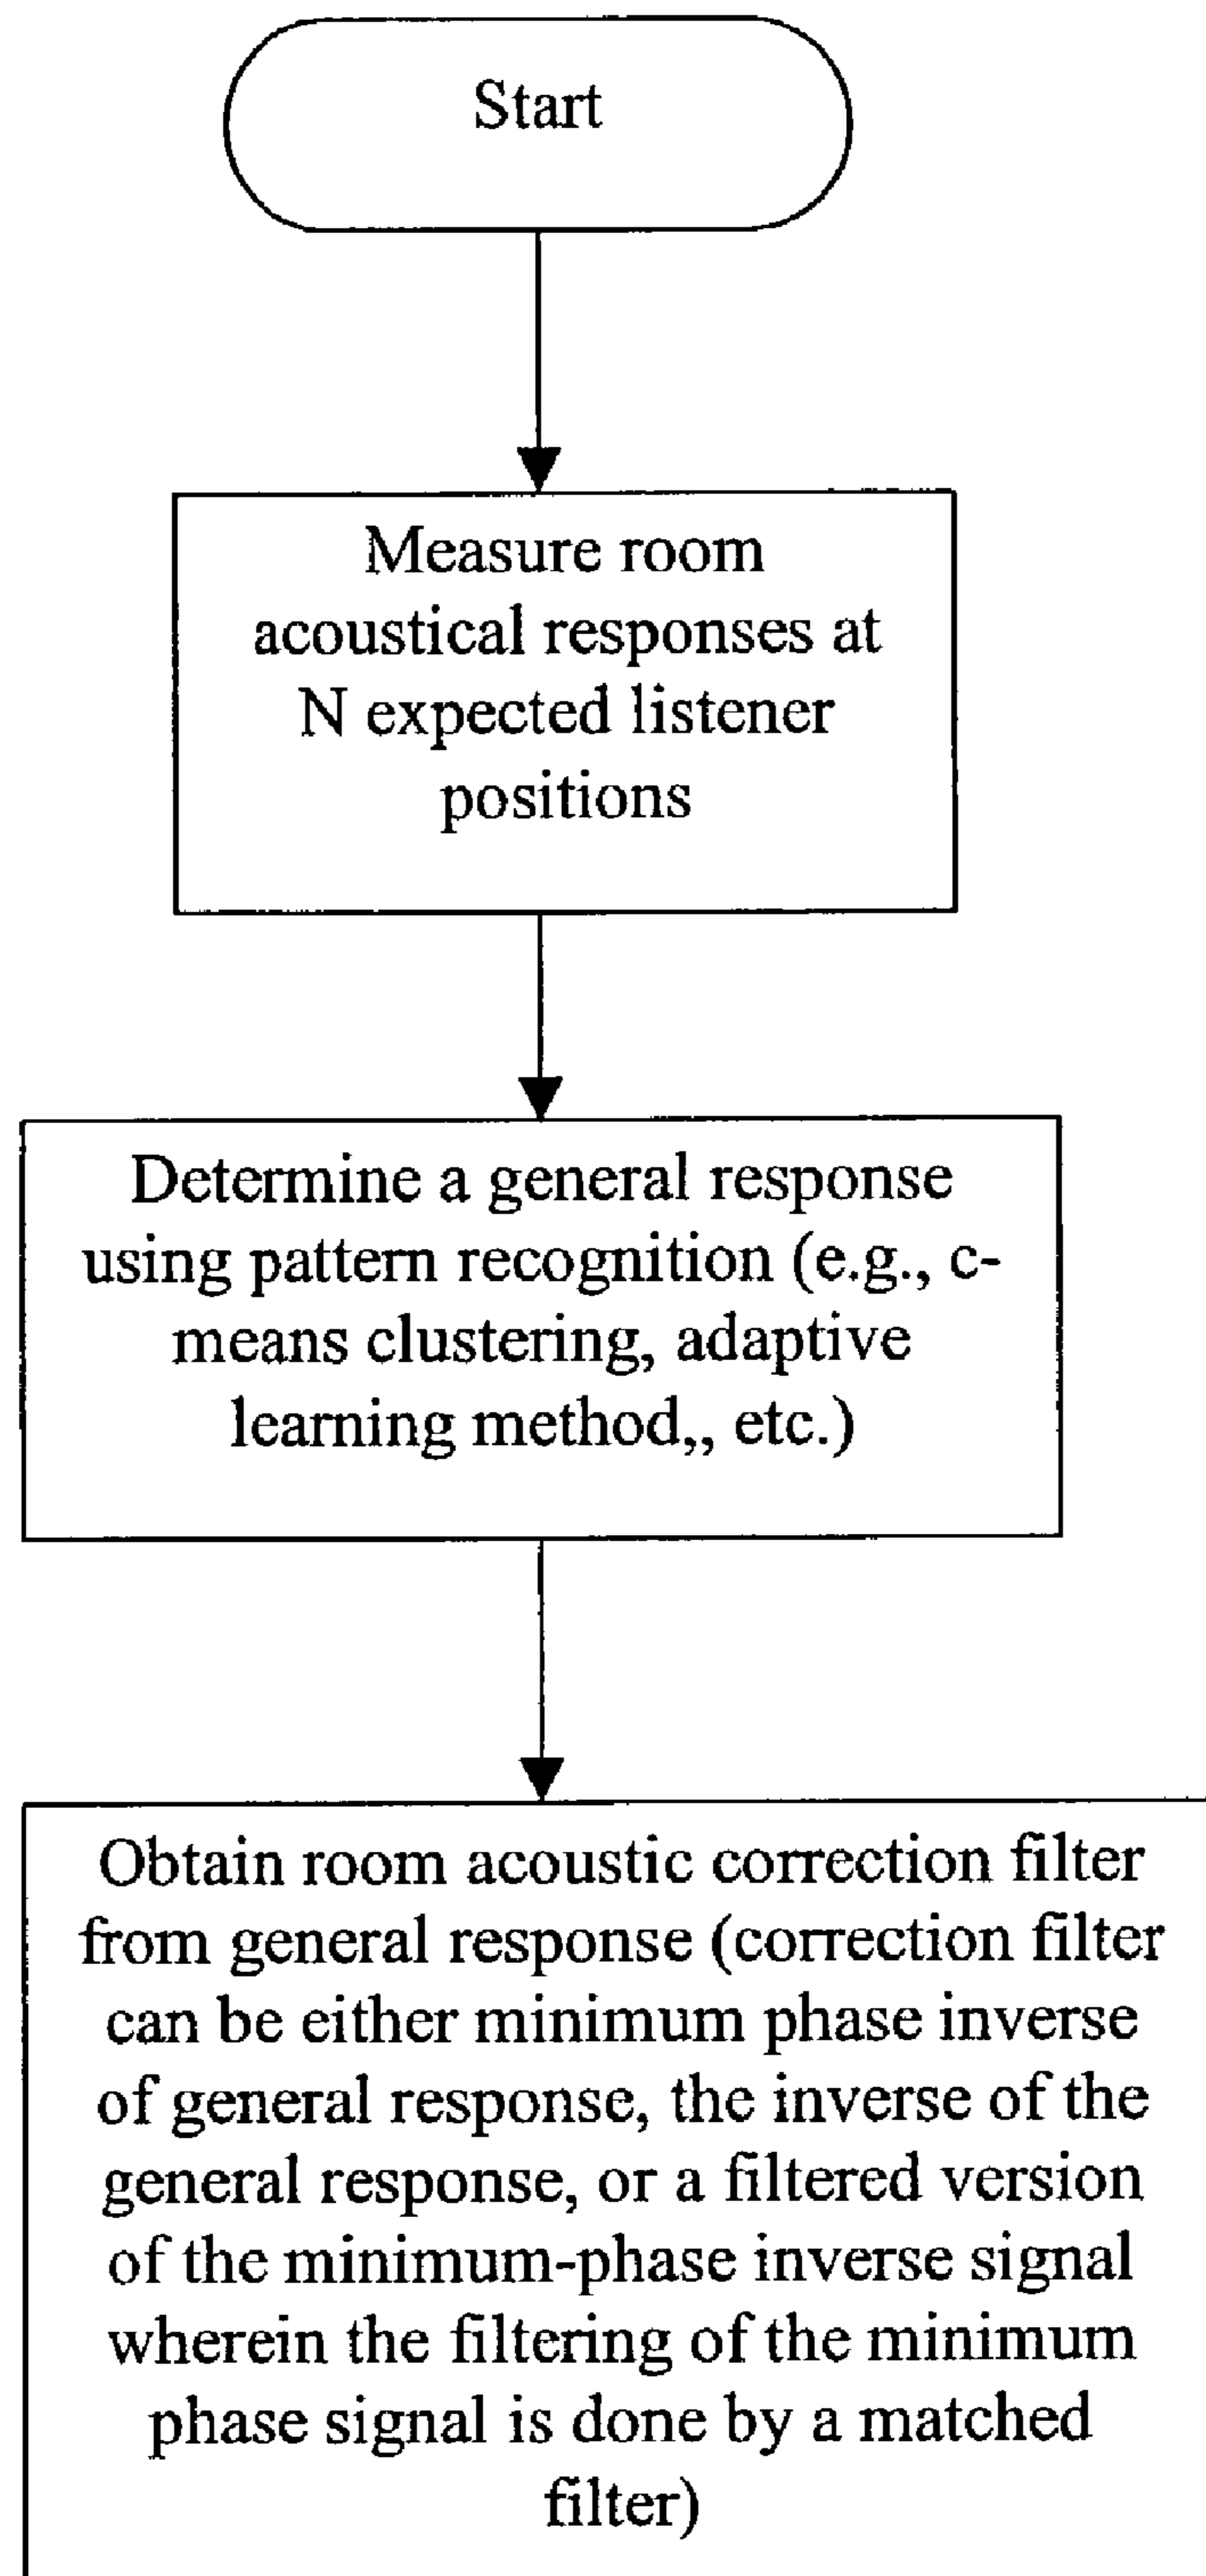 Start
Measure room
acoustical responses at
N expected listener
positions
Determine a general response
using pattern recognition (e.g., c-
means clustering, adaptive
learning method,, etc.)
Obtain room acoustic correction filter
from general response (correction filter
can be either minimum phase inverse
of general response, the inverse of the
general response, or a filtered version
of the minimum-phase inverse signal
wherein the filtering of the minimum
phase signal is done by a matched
filter)